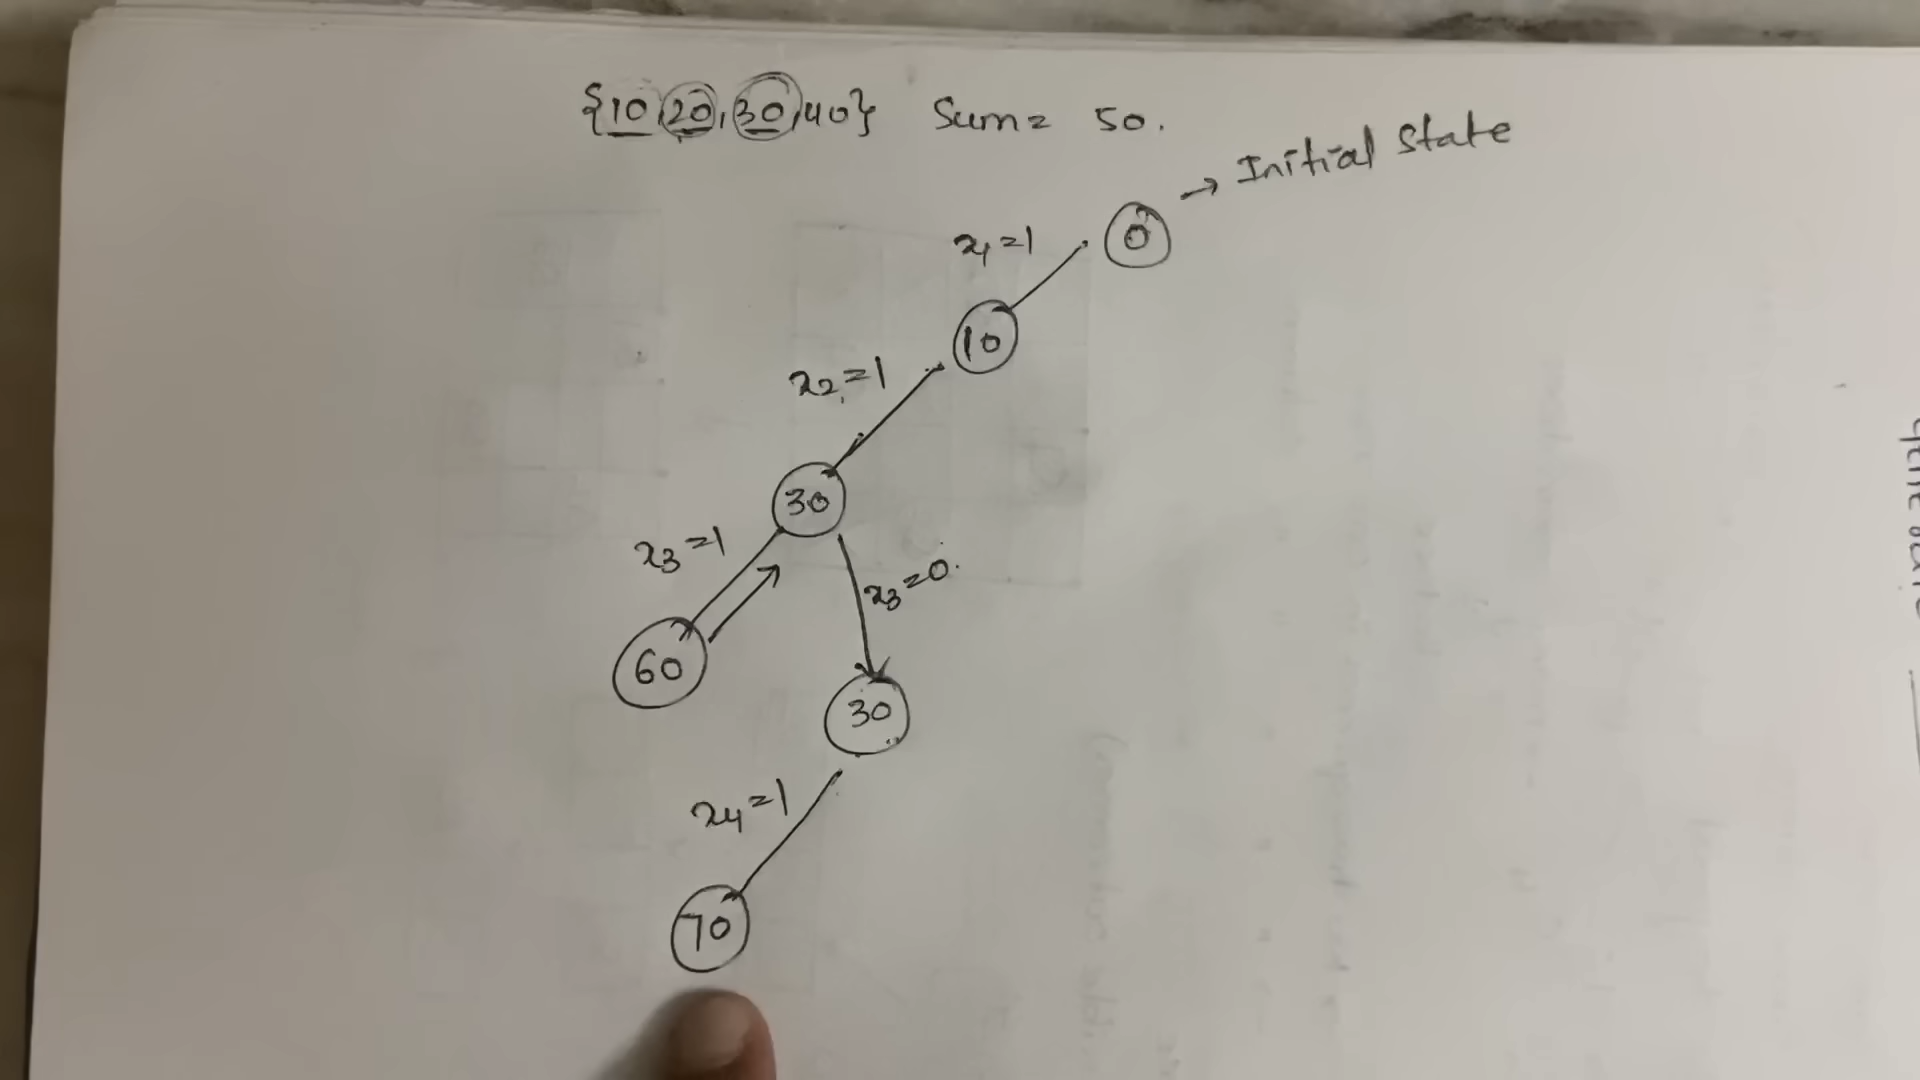 {10,20,30,40} Sum= 50.
→ Initial State
0
x1=1
10
x2=1
30
x3=1
x3=0.
60
30
x4=1
70